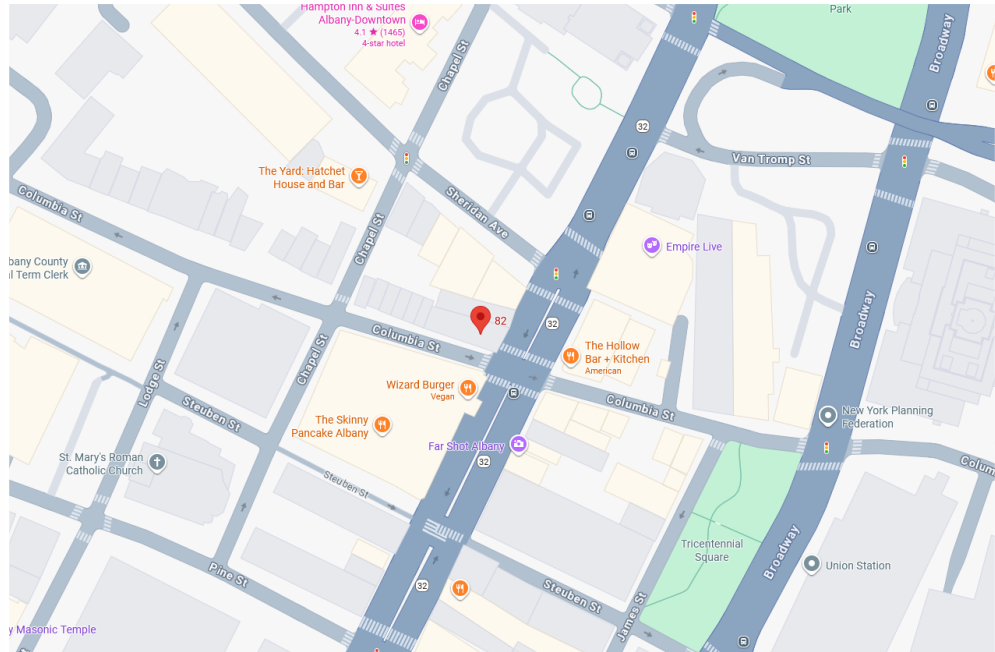 Hampton Inn & Suites
Albany-Downtown
4.1 ★ (1465)
4-star hotel
Park
Broadway
Chapel St
32
Van Tromp St
The Yard: Hatchet
House and Bar
Columbia St
Sheridan Ave
Chapel St
Empire Live
bany County
l Term Clerk
82
32
Broadway
Columbia St
The Hollow
Bar + Kitchen
American
Chapel St
Lodge St
Wizard Burger
Vegan
Columbia St
New York Planning
Federation
Steuben St
The Skinny
Pancake Albany
Far Shot Albany
St. Mary's Roman
Catholic Church
32
Colum
Steuben St
Tricentennial
Square
Broadway
Union Station
Pine St
32
Steuben St
James St
y Masonic Temple